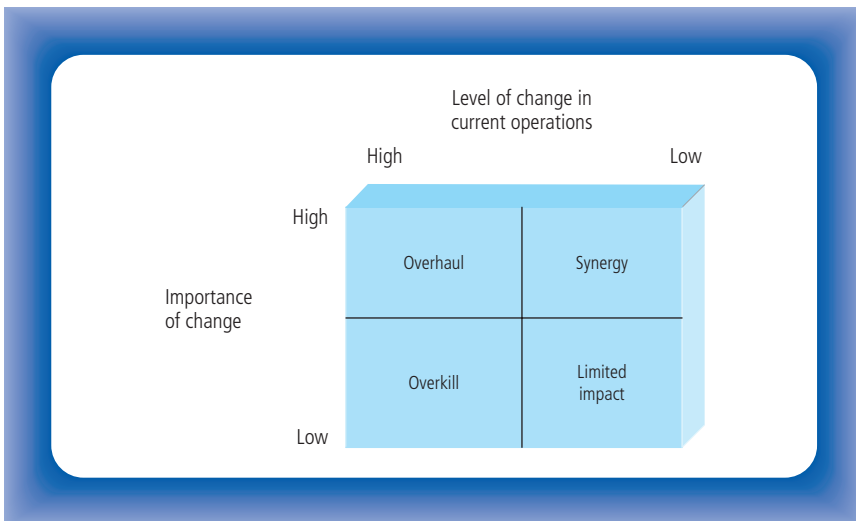 Level of change in
current operations
High
Low
High
Overhaul
Synergy
Importance
of change
Overkill
Limited
impact
Low